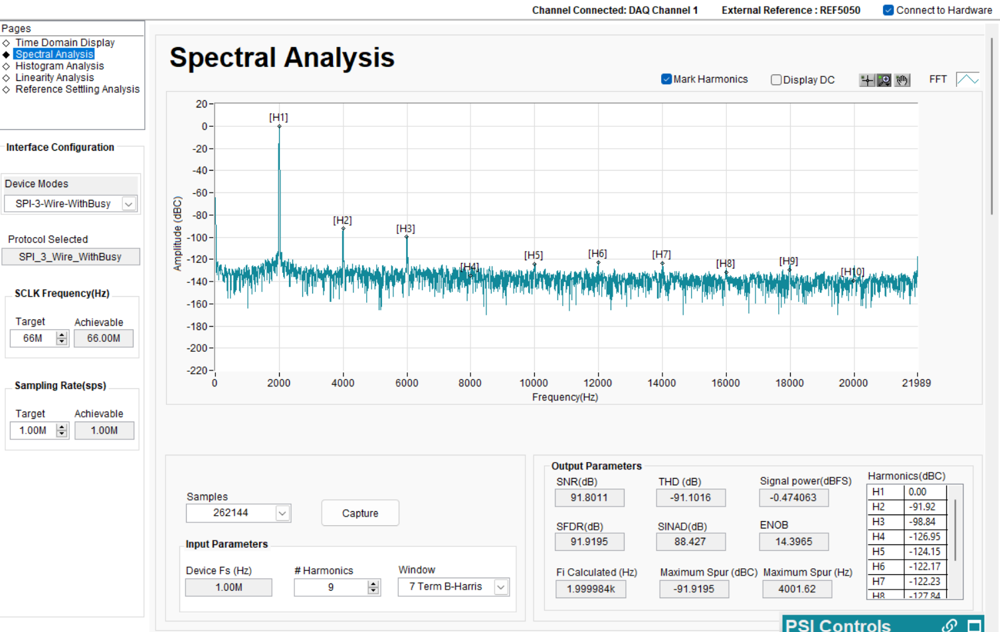 Channel Connected: DAQ Channel 1 External Reference : REF5050 Connect to Hardware
Pages
Time Domain Display
Spectral Analysis
Histogram Analysis
Linearity Analysis
Reference Settling Analysis
Interface Configuration
Device Modes
SPI-3-Wire-WithBusy
Protocol Selected
SPI_3_Wire_WithBusy
SCLK Frequency(Hz)
Target Achievable
66M 66.00M
Sampling Rate(sps)
Target Achievable
1.00M 1.00M
Spectral Analysis
Mark Harmonics Display DC FFT
20
0
-20
-40
-60
-80
-100
-120
-140
-160
-180
-200
-220
Amplitude (dBC)
[H1]
[H2]
[H3]
[H4]
[H5]
[H6]
[H7]
[H8]
[H9]
[H10]
0 2000 4000 6000 8000 10000 12000 14000 16000 18000 20000 21989
Frequency(Hz)
Samples
262144
Capture
Input Parameters
Device Fs (Hz) # Harmonics Window
1.00M 9 7 Term B-Harris
Output Parameters
SNR(dB) THD (dB) Signal power(dBFS)
91.8011 -91.1016 -0.474063
SFDR(dB) SINAD(dB) ENOB
91.9195 88.427 14.3965
Fi Calculated (Hz) Maximum Spur (dBC) Maximum Spur (Hz)
1.999984k -91.9195 4001.62
Harmonics(dBC)
H1 0.00
H2 -91.92
H3 -98.84
H4 -126.95
H5 -124.15
H6 -122.17
H7 -122.23
H8 -127.84
PSI Controls